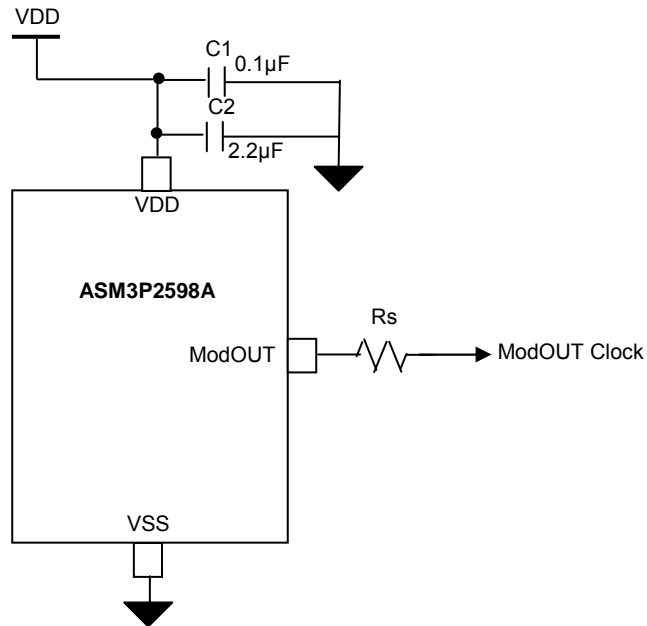 VDD
C1
0.1µF
C2
2.2µF
VDD
ASM3P2598A
Rs
ModOUT
ModOUT Clock
VSS